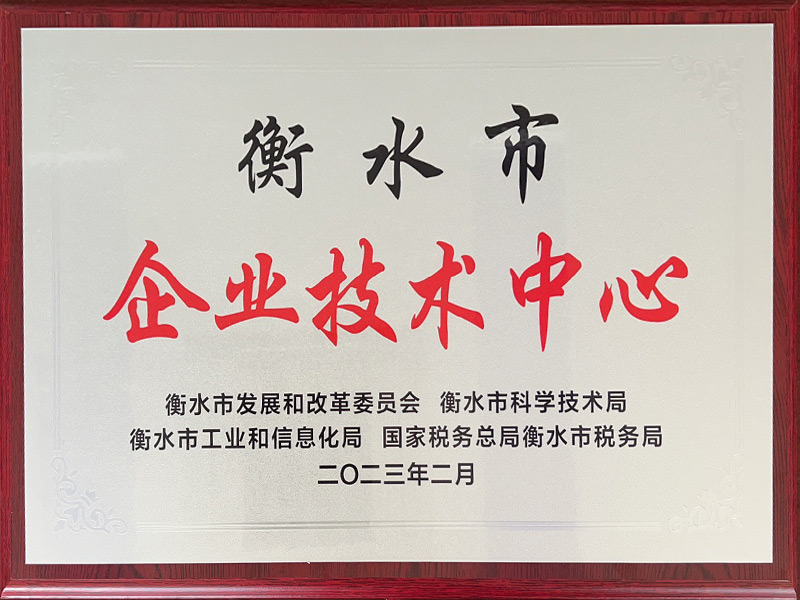 衡水市
企业技术中心
衡水市发展和改革委员会 衡水市科学技术局
衡水市工业和信息化局 国家税务总局衡水市税务局
二〇二三年二月